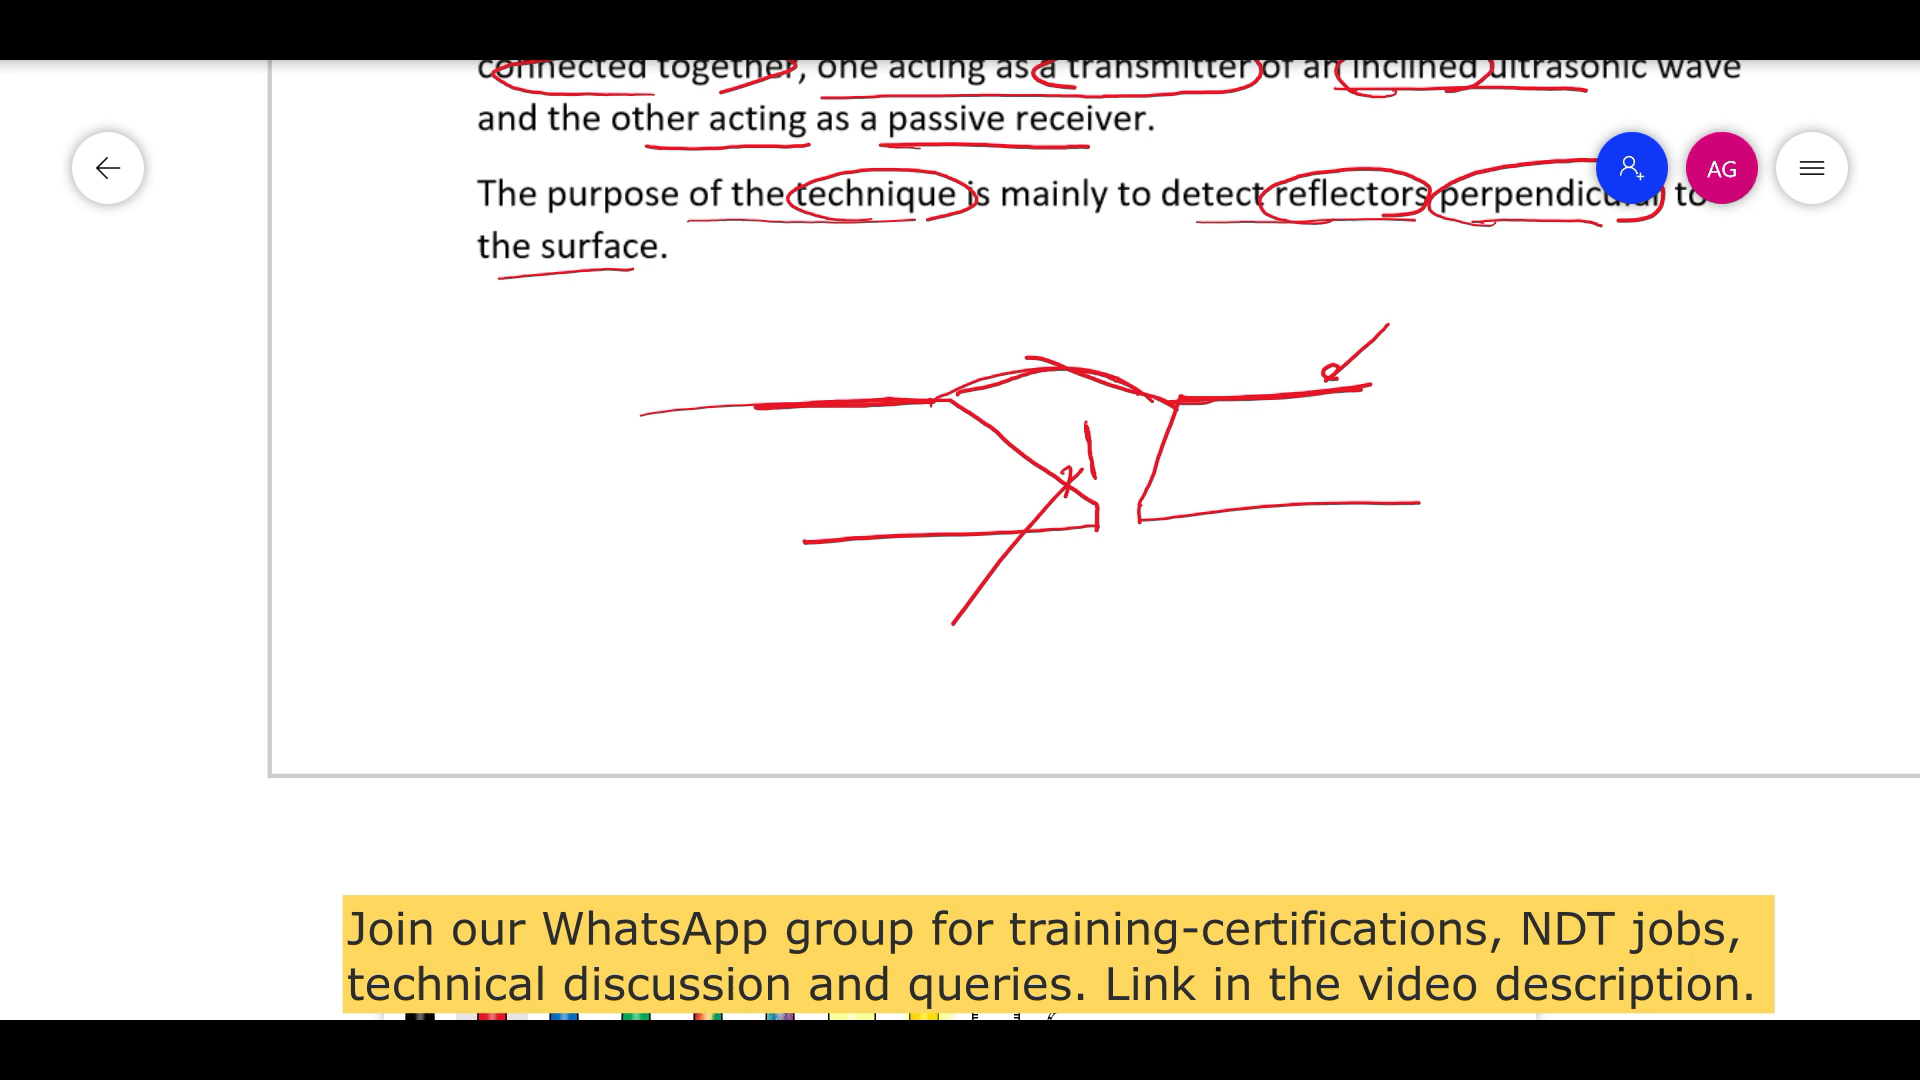 connected together, one acting as a transmitter of an inclined ultrasonic wave
and the other acting as a passive receiver.
AG
The purpose of the technique is mainly to detect reflectors perpendicular to
the surface.
Join our WhatsApp group for training-certifications, NDT jobs,
technical discussion and queries. Link in the video description.